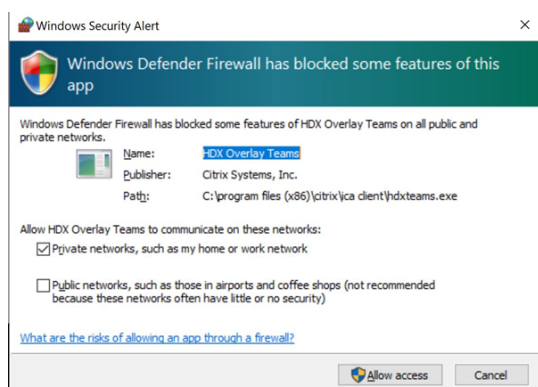 Windows Security Alert
Windows Defender Firewall has blocked some features of this
app
Windows Defender Firewall has blocked some features of HDX Overlay Teams on all public and
private networks.
Name: HDX Overlay Teams
Publisher: Citrix Systems, Inc.
Path: C:\program files (x86)\citrix\ica client\hdxteams.exe
Allow HDX Overlay Teams to communicate on these networks:
Private networks, such as my home or work network
Public networks, such as those in airports and coffee shops (not recommended
because these networks often have little or no security)
What are the risks of allowing an app through a firewall?
Allow access Cancel